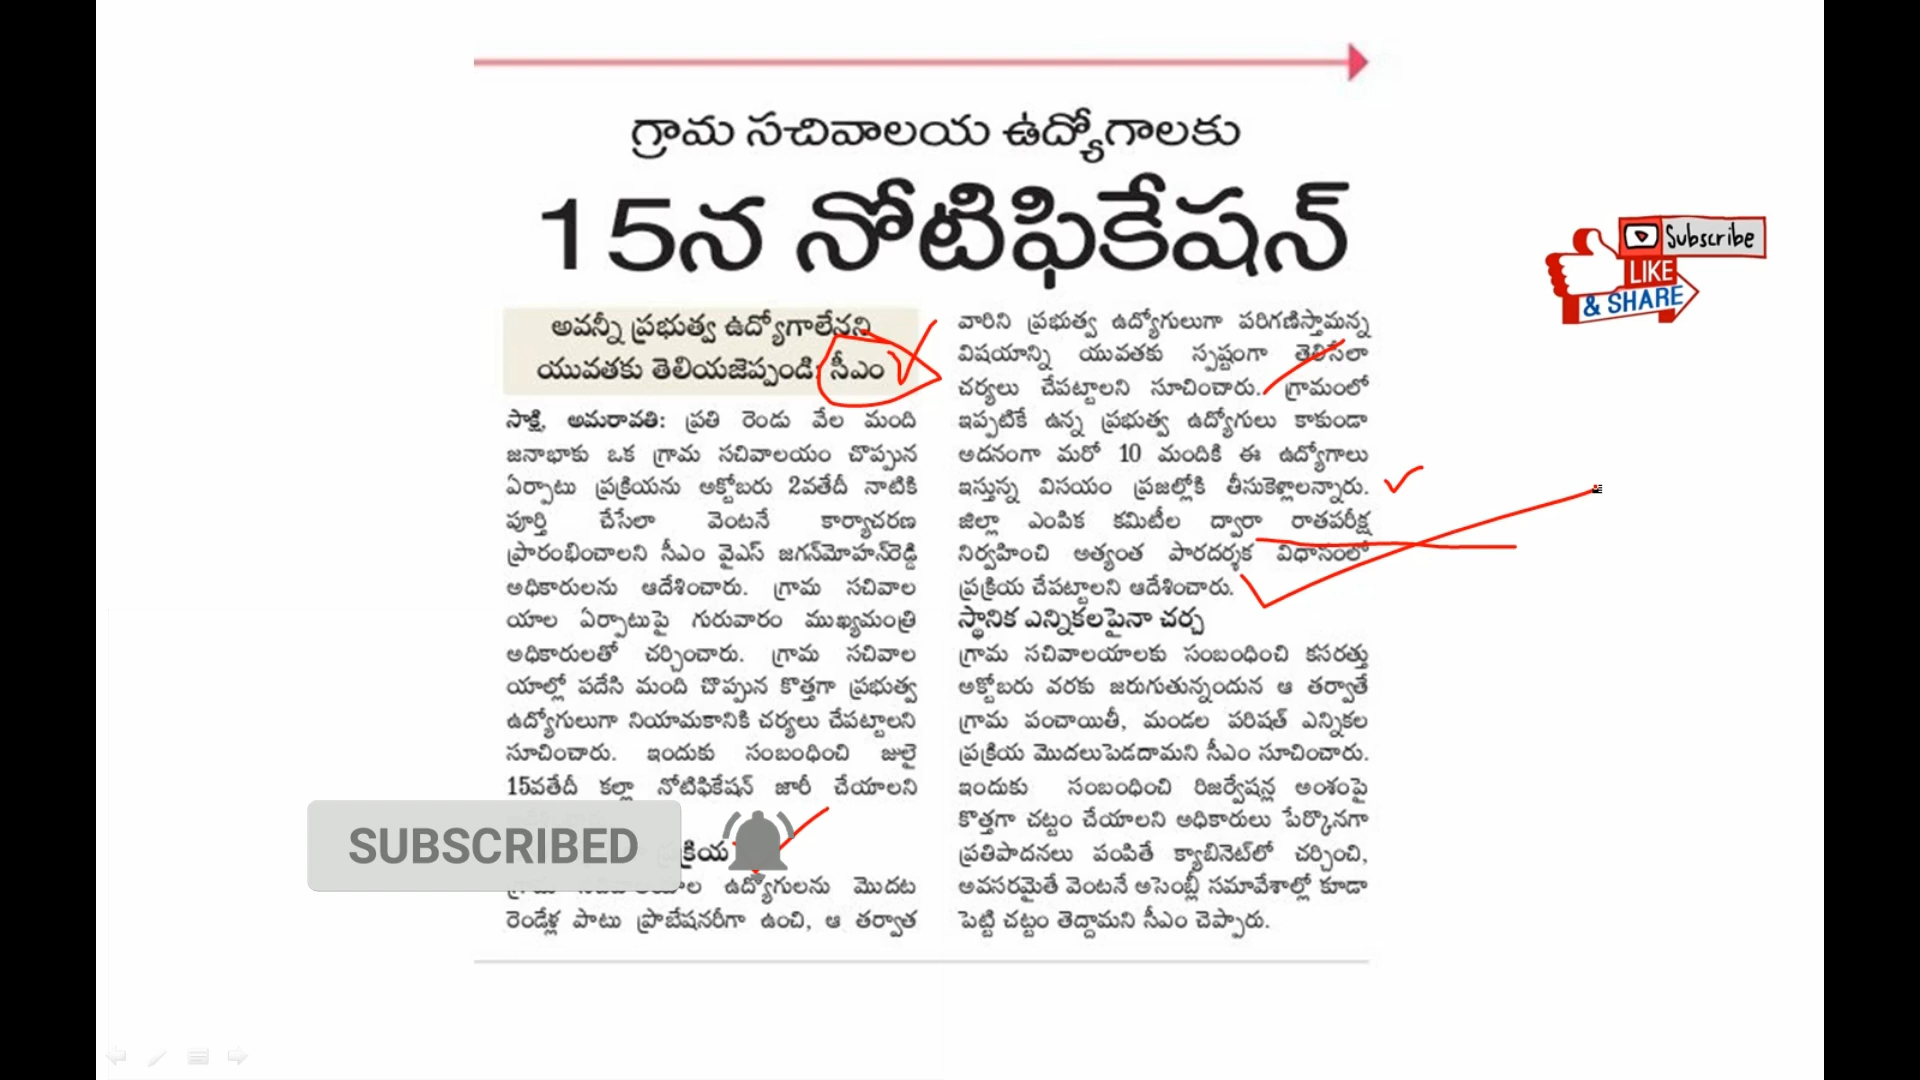 గ్రామ సచివాలయ ఉద్యోగాలకు
15న నోటిఫికేషన్
అవన్నీ ప్రభుత్వ ఉద్యోగాలేనని
యువతకు తెలియజెప్పండి: సీఎం
సాక్షి, అమరావతి: ప్రతి రెండు వేల మంది
జనాభాకు ఒక గ్రామ సచివాలయం చొప్పున
ఏర్పాటు ప్రక్రియను అక్టోబరు 2వతేదీ నాటికి
పూర్తి చేసేలా వెంటనే కార్యాచరణ
ప్రారంభించాలని సీఎం వైఎస్ జగన్‌మోహన్‌రెడ్డి
అధికారులను ఆదేశించారు. గ్రామ సచివాల
యాల ఏర్పాటుపై గురువారం ముఖ్యమంత్రి
అధికారులతో చర్చించారు. గ్రామ సచివాల
యాల్లో పదేసి మంది చొప్పున కొత్తగా ప్రభుత్వ
ఉద్యోగులుగా నియామకానికి చర్యలు చేపట్టాలని
సూచించారు. ఇందుకు సంబంధించి జులై
15వతేదీ కల్లా నోటిఫికేషన్ జారీ చేయాలని
ప్రక్రియ
గ్రామ సచివాలయాల ఉద్యోగులను మొదట
రెండేళ్ల పాటు ప్రొబేషనరీగా ఉంచి, ఆ తర్వాత
వారిని ప్రభుత్వ ఉద్యోగులుగా పరిగణిస్తామన్న
విషయాన్ని యువతకు స్పష్టంగా తెలిసేలా
చర్యలు చేపట్టాలని సూచించారు. గ్రామంలో
ఇప్పటికే ఉన్న ప్రభుత్వ ఉద్యోగులు కాకుండా
అదనంగా మరో 10 మందికి ఈ ఉద్యోగాలు
ఇస్తున్న విసయం ప్రజల్లోకి తీసుకెళ్లాలన్నారు.
జిల్లా ఎంపిక కమిటీల ద్వారా రాతపరీక్ష
నిర్వహించి అత్యంత పారదర్శక విధానంలో
ప్రక్రియ చేపట్టాలని ఆదేశించారు.
స్థానిక ఎన్నికలపైనా చర్చ
గ్రామ సచివాలయాలకు సంబంధించి కసరత్తు
అక్టోబరు వరకు జరుగుతున్నందున ఆ తర్వాతే
గ్రామ పంచాయితీ, మండల పరిషత్ ఎన్నికల
ప్రక్రియ మొదలుపెడదామని సీఎం సూచించారు.
ఇందుకు సంబంధించి రిజర్వేషన్ల అంశంపై
కొత్తగా చట్టం చేయాలని అధికారులు పేర్కొనగా
ప్రతిపాదనలు పంపితే క్యాబినెట్‌లో చర్చించి,
అవసరమైతే వెంటనే అసెంబ్లీ సమావేశాల్లో కూడా
పెట్టి చట్టం తెద్దామని సీఎం చెప్పారు.
Subscribe
LIKE
& SHARE
SUBSCRIBED